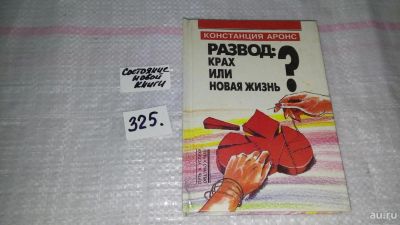 Состояние
новой
книги
325.
КОНСТАНЦИЯ АРОНС
РАЗВОД:
КРАХ
ИЛИ
НОВАЯ ЖИЗНЬ
?
au.ru